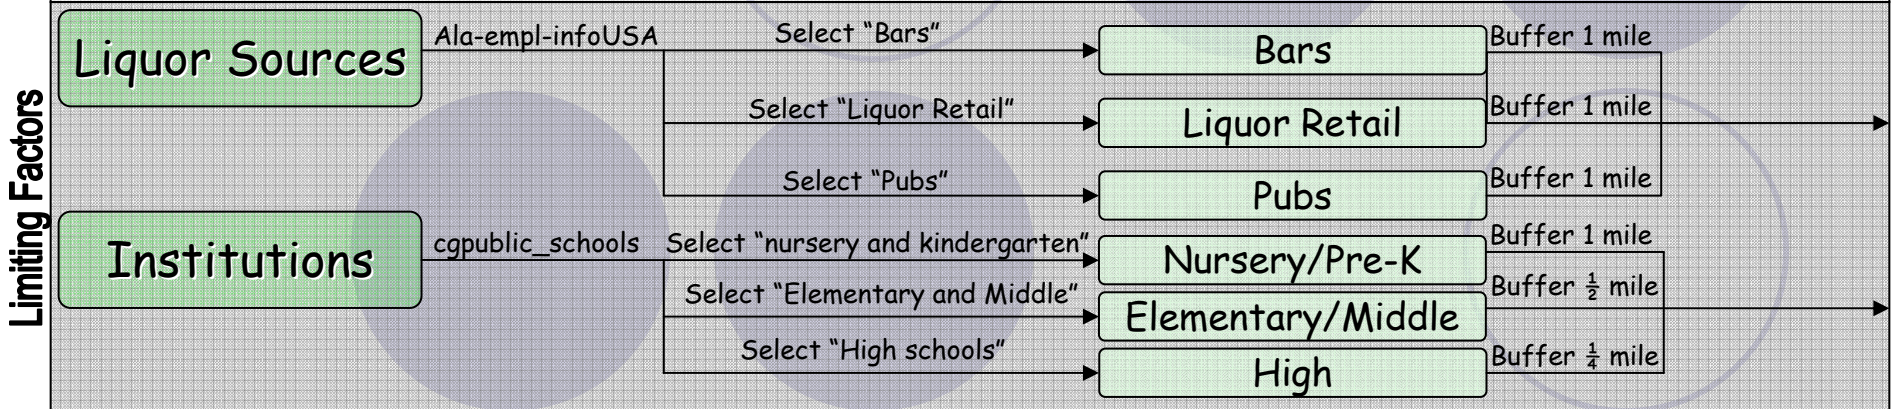 Limiting Factors
Liquor Sources
Ala-empl-infoUSA
Select “Bars”
Bars
Buffer 1 mile
Select “Liquor Retail”
Liquor Retail
Buffer 1 mile
Select “Pubs”
Pubs
Buffer 1 mile
Institutions
cgpublic_schools
Select “nursery and kindergarten”
Nursery/Pre-K
Buffer 1 mile
Select “Elementary and Middle”
Elementary/Middle
Buffer ½ mile
Select “High schools”
High
Buffer ¼ mile